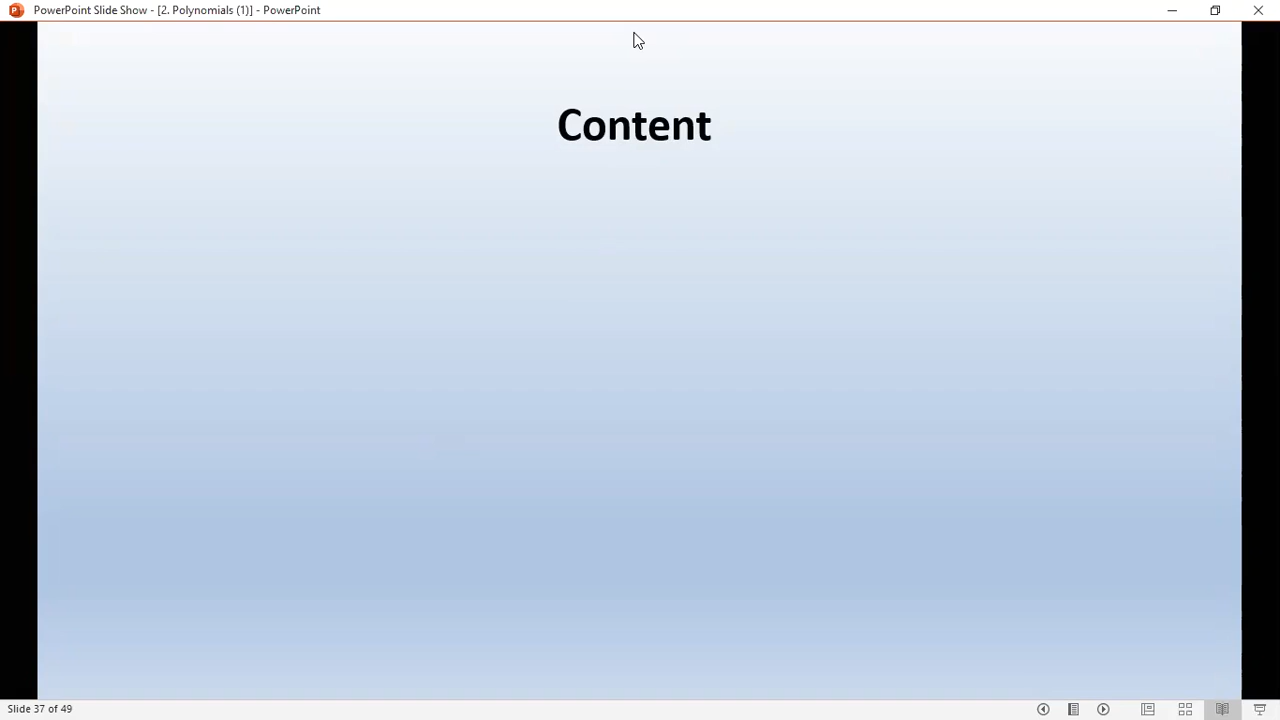 PowerPoint Slide Show - [2. Polynomials (1)] - PowerPoint
Content
Slide 37 of 49